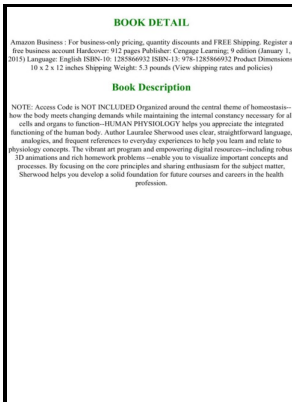 BOOK DETAIL
Amazon Business : For business-only pricing, quantity discounts and FREE Shipping. Register a
free business account Hardcover: 912 pages Publisher: Cengage Learning; 9 edition (January 1,
2015) Language: English ISBN-10: 1285866932 ISBN-13: 978-1285866932 Product Dimensions:
10 x 2 x 12 inches Shipping Weight: 5.3 pounds (View shipping rates and policies)
Book Description
NOTE: Access Code is NOT INCLUDED Organized around the central theme of homeostasis--
how the body meets changing demands while maintaining the internal constancy necessary for all
cells and organs to function--HUMAN PHYSIOLOGY helps you appreciate the integrated
functioning of the human body. Author Lauralee Sherwood uses clear, straightforward language,
analogies, and frequent references to everyday experiences to help you learn and relate to
physiology concepts. The vibrant art program and empowering digital resources--including robust
3D animations and rich homework problems --enable you to visualize important concepts and
processes. By focusing on the core principles and sharing enthusiasm for the subject matter,
Sherwood helps you develop a solid foundation for future courses and careers in the health
profession.